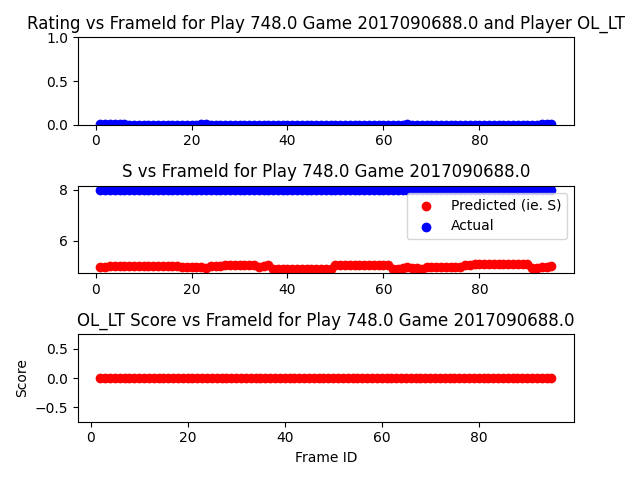 Rating vs FrameId for Play 748.0 Game 2017090688.0 and Player OL_LT
1.0
0.5
0.0
0 20 40 60 80
S vs FrameId for Play 748.0 Game 2017090688.0
8
6
Predicted (ie. S)
Actual
0 20 40 60 80
OL_LT Score vs FrameId for Play 748.0 Game 2017090688.0
Score
0.5
0.0
−0.5
0 20 40 60 80
Frame ID